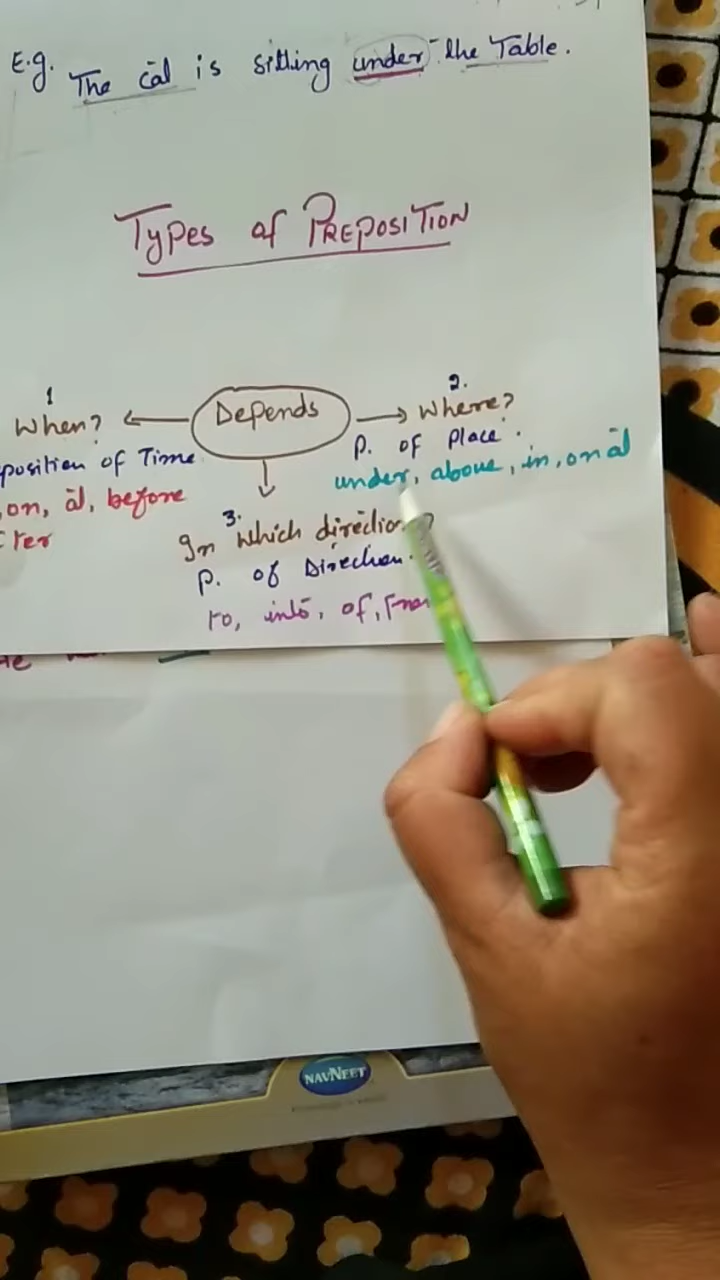 E.g. The cat is sitting under the Table.
Types of PREPOSITION
1
When?
Depends
2.
Where?
position of Time
P. of Place.
,on, at, before
under, above, in, on at
ter
3.
In which direction?
P. of Direction.
to, into, of, From
NAVNEET